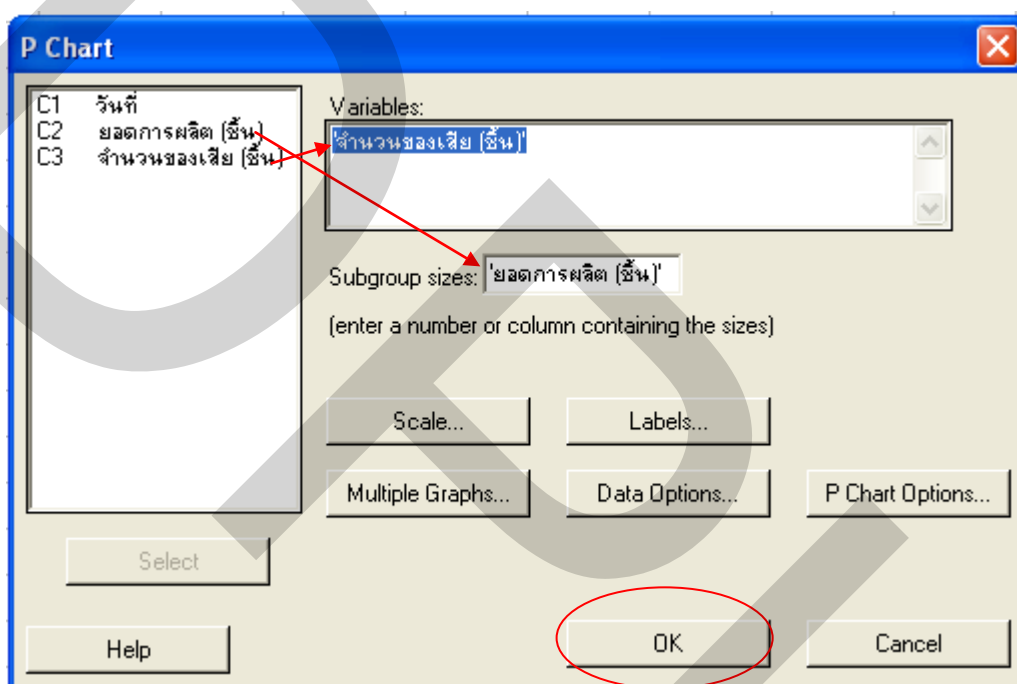 P Chart
C1 วันที่
C2 ยอดการผลิต (ชิ้น)
C3 จำนวนของเสีย (ชิ้น)
Variables:
'จำนวนของเสีย (ชิ้น)'
Subgroup sizes: 'ยอดการผลิต (ชิ้น)'
(enter a number or column containing the sizes)
Scale... Labels...
Multiple Graphs... Data Options... P Chart Options...
Select
Help OK Cancel